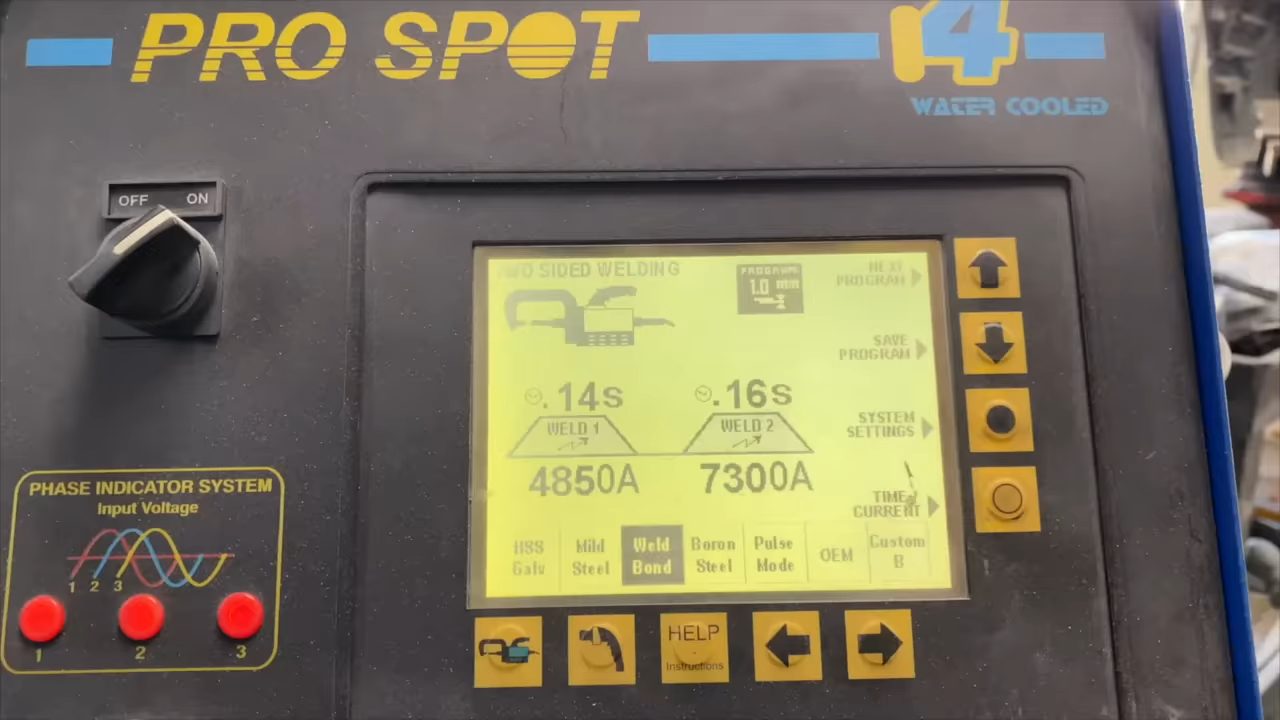 PRO SPOT i4
WATER COOLED
OFF ON
TWO SIDED WELDING
PROGRAM
1.0 mm
NEXT
PROGRAM
SAVE
PROGRAM
.14s .16s
WELD 1 WELD 2
SYSTEM
SETTINGS
4850A 7300A
TIME/
CURRENT
HSS
Galv
Mild
Steel
Weld
Bond
Boron
Steel
Pulse
Mode
OEM
Custom
B
PHASE INDICATOR SYSTEM
Input Voltage
1 2 3
1 2 3
HELP
Instructions